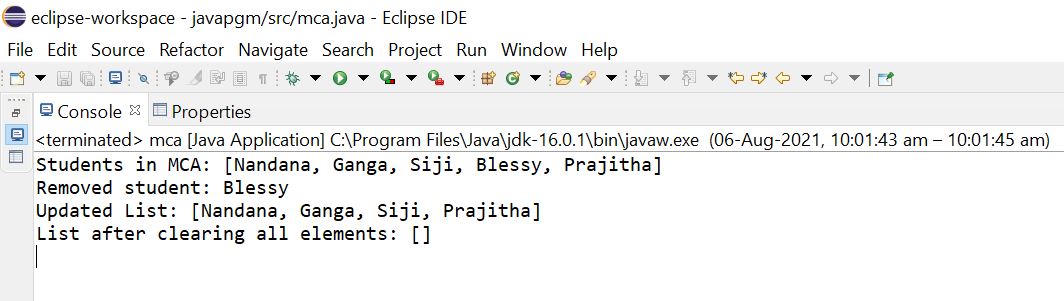 eclipse-workspace - javapgm/src/mca.java - Eclipse IDE
File Edit Source Refactor Navigate Search Project Run Window Help
Console Properties
<terminated> mca [Java Application] C:\Program Files\Java\jdk-16.0.1\bin\javaw.exe (06-Aug-2021, 10:01:43 am – 10:01:45 am)
Students in MCA: [Nandana, Ganga, Siji, Blessy, Prajitha]
Removed student: Blessy
Updated List: [Nandana, Ganga, Siji, Prajitha]
List after clearing all elements: []